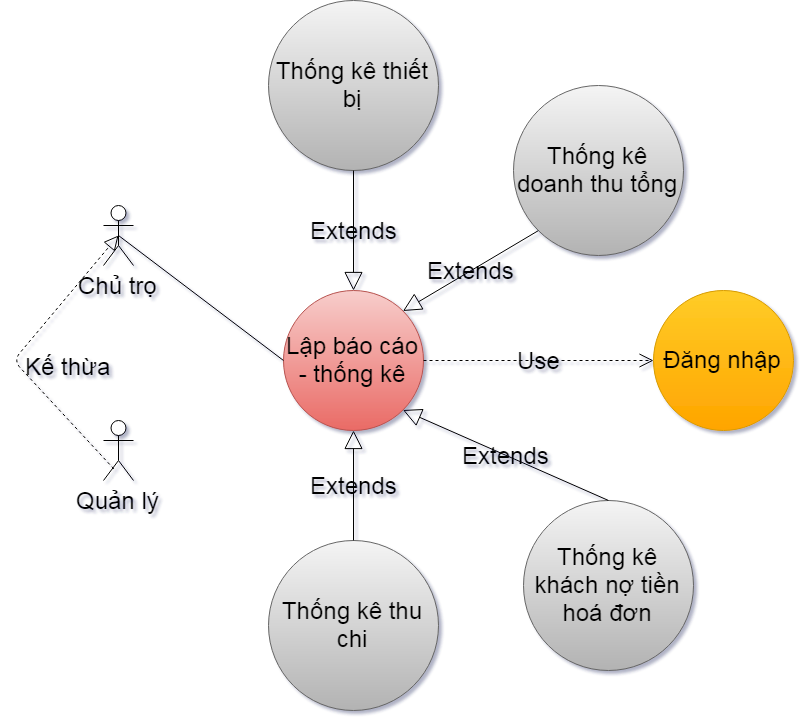 Thống kê thiết
bị
Thống kê
doanh thu tổng
Extends
Extends
Chủ trọ
Kế thừa
Lập báo cáo
- thống kê
Use
Đăng nhập
Quản lý
Extends
Extends
Thống kê
khách nợ tiền
hoá đơn
Thống kê thu
chi